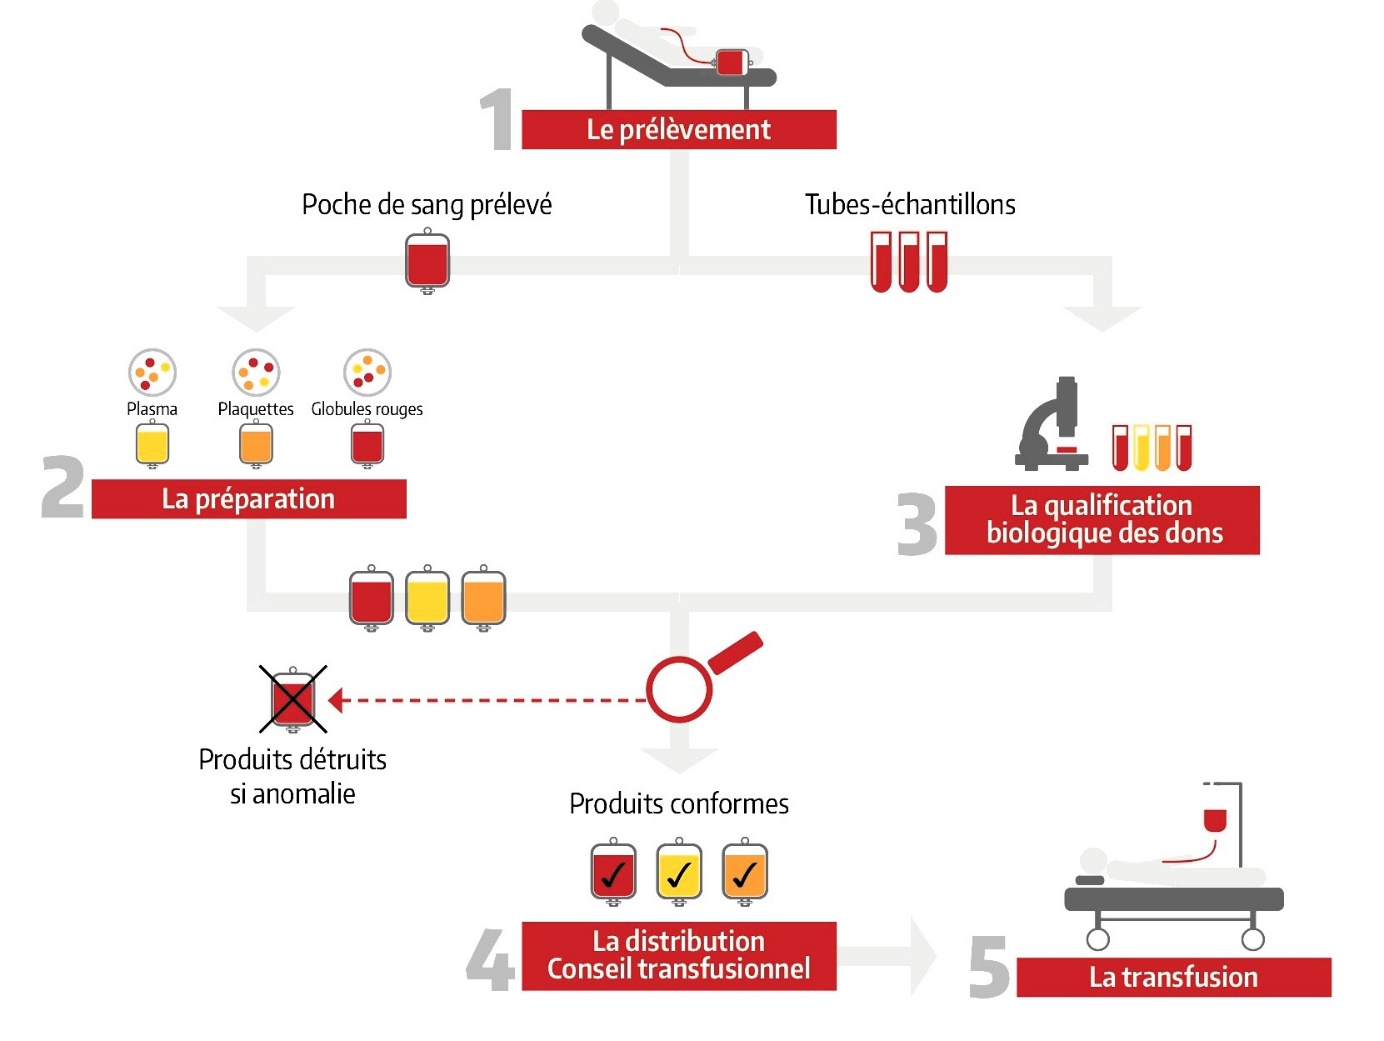 1
Le prélèvement
Poche de sang prélevé
Tubes-échantillons
Plasma
Plaquettes
Globules rouges
2
La préparation
3
La qualification
biologique des dons
Produits détruits
si anomalie
Produits conformes
4
La distribution
Conseil transfusionnel
5
La transfusion